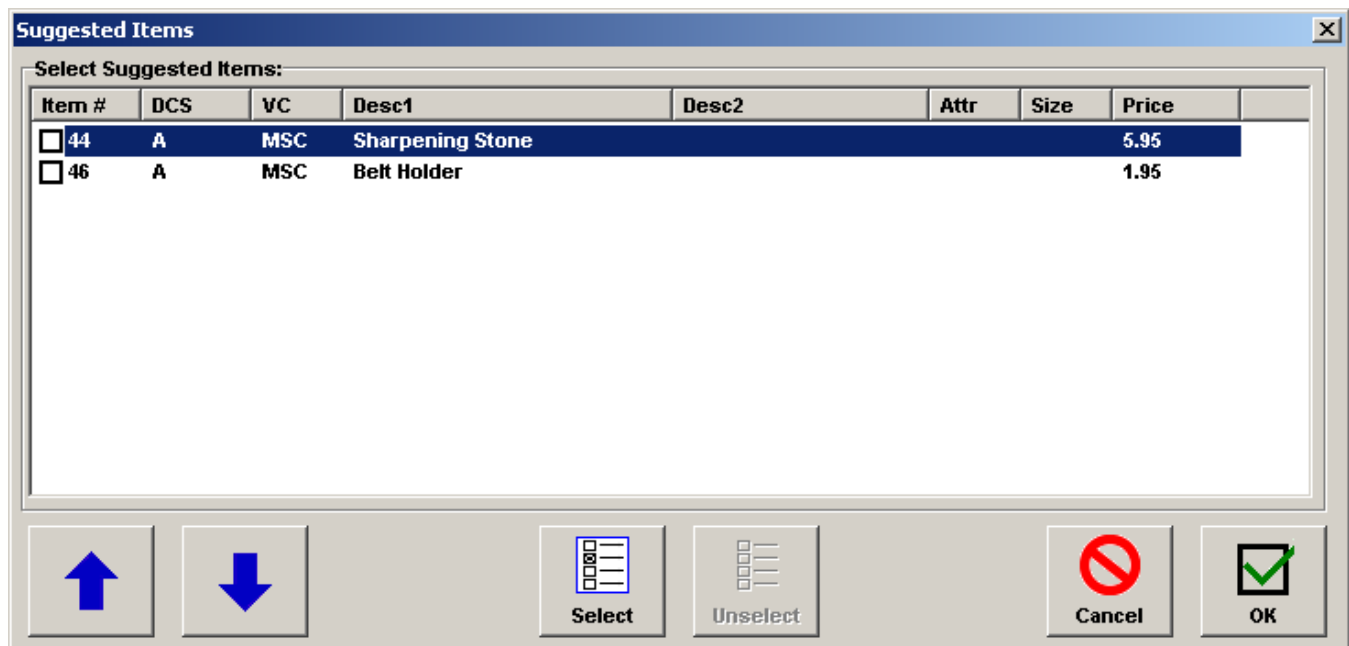 Suggested Items
Select Suggested Items:
Item # DCS VC Desc1 Desc2 Attr Size Price
44 A MSC Sharpening Stone 5.95
46 A MSC Belt Holder 1.95
Select Unselect Cancel OK